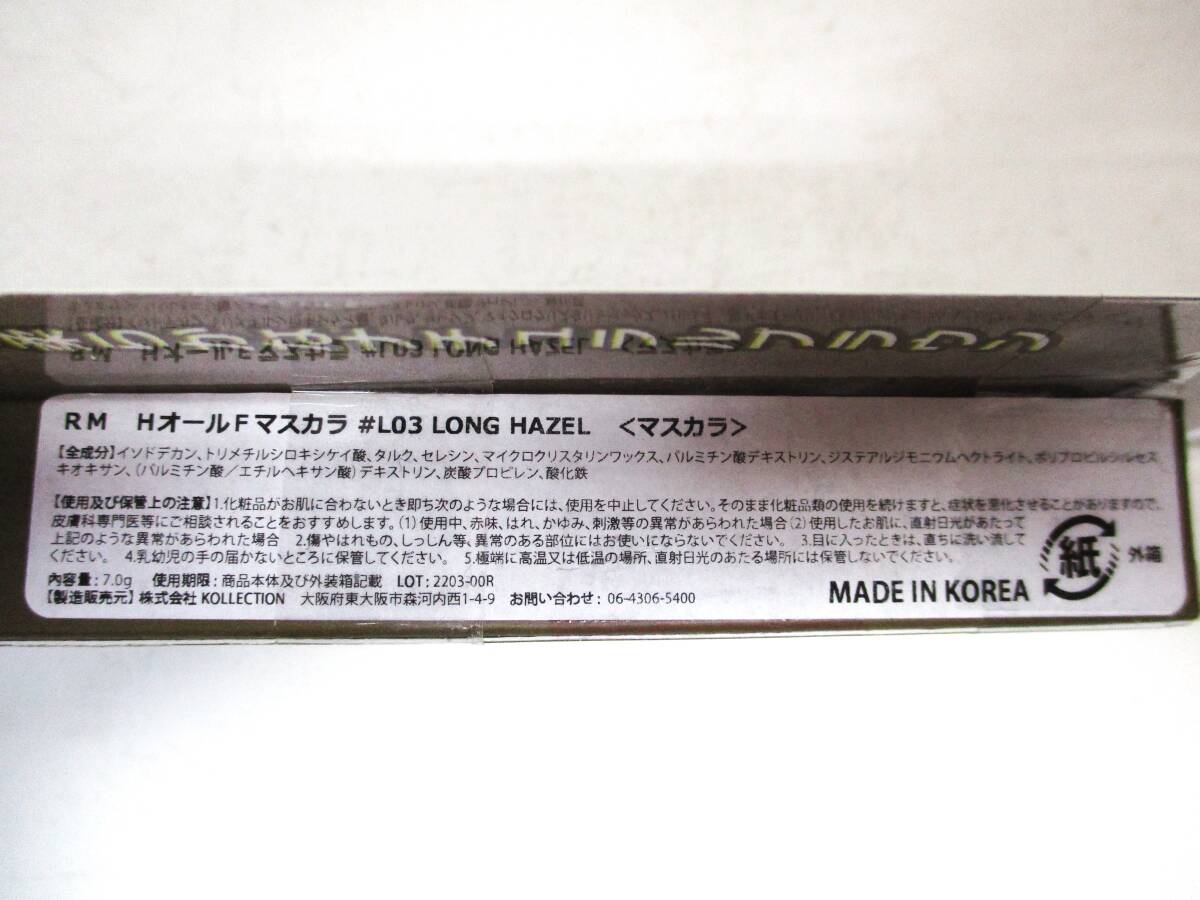 RM HオールFマスカラ #L03 LONG HAZEL <マスカラ>
【全成分】イソドデカン、トリメチルシロキシケイ酸、タルク、セレシン、マイクロクリスタリンワックス、パルミチン酸デキストリン、ジステアルジモニウムヘクトライト、ポリプロピルシルセス
キオキサン、(パルミチン酸/エチルヘキサン酸)デキストリン、炭酸プロピレン、酸化鉄
【使用及び保管上の注意】1.化粧品がお肌に合わないとき即ち次のような場合には、使用を中止してください。そのまま化粧品類の使用を続けますと、症状を悪化させることがありますので、
皮膚科専門医等にご相談されることをおすすめします。(1)使用中、赤味、はれ、かゆみ、刺激等の異常があらわれた場合(2)使用したお肌に、直射日光があたって
上記のような異常があらわれた場合 2.傷やはれもの、しっしん等、異常のある部位にはお使いにならないでください。 3.目に入ったときは、直ちに洗い流して
ください。 4.乳幼児の手の届かないところに保管してください。 5.極端に高温又は低温の場所、直射日光のあたる場所には保管しないでください。
内容量:7.0g 使用期限:商品本体及び外装箱記載 LOT:2203-00R
【製造販売元】株式会社 KOLLECTION 大阪府東大阪市森河内西1-4-9 お問い合わせ:06-4306-5400
MADE IN KOREA
紙 外箱